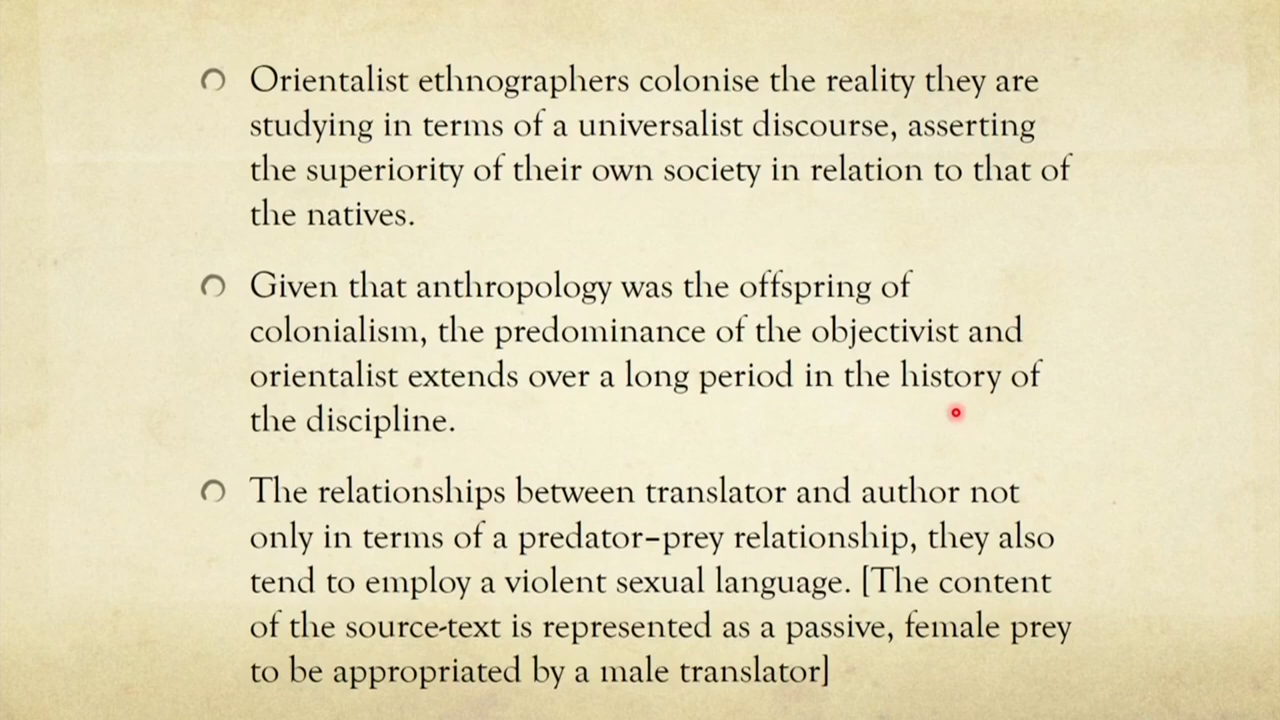 Orientalist ethnographers colonise the reality they are
studying in terms of a universalist discourse, asserting
the superiority of their own society in relation to that of
the natives.
Given that anthropology was the offspring of
colonialism, the predominance of the objectivist and
orientalist extends over a long period in the history of
the discipline.
The relationships between translator and author not
only in terms of a predator–prey relationship, they also
tend to employ a violent sexual language. [The content
of the source-text is represented as a passive, female prey
to be appropriated by a male translator]